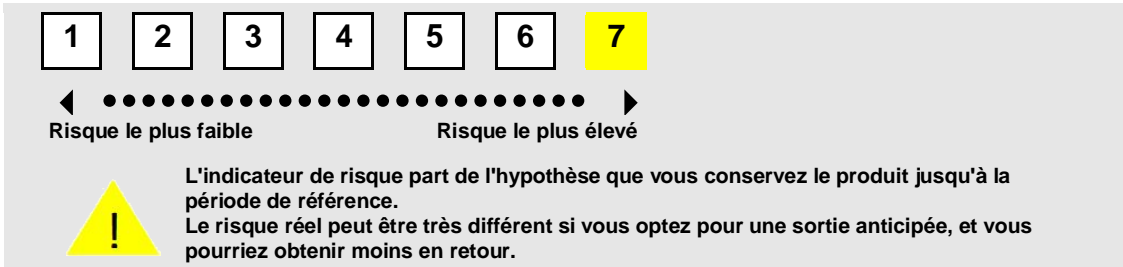 1 2 3 4 5 6 7
Risque le plus faible Risque le plus élevé
L'indicateur de risque part de l'hypothèse que vous conservez le produit jusqu'à la
période de référence.
Le risque réel peut être très différent si vous optez pour une sortie anticipée, et vous
pourriez obtenir moins en retour.
!